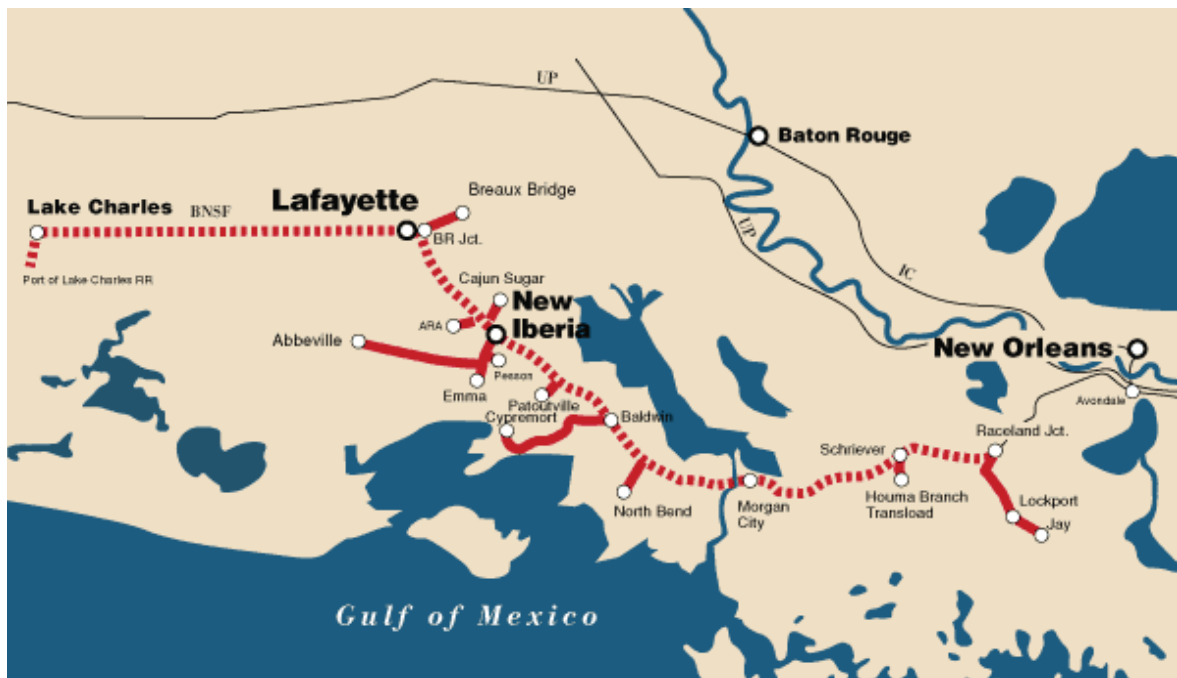 UP
Baton Rouge
Breaux Bridge
Lafayette
Lake Charles
BNSF
BR Jct.
UP
IC
Port of Lake Charles RR
Cajun Sugar
New
Iberia
ARA
Abbeville
New Orleans
Pesson
Emma
Avondale
Patoutville
Cypremort
Baldwin
Raceland Jct.
Schriever
North Bend
Morgan
City
Houma Branch
Transload
Lockport
Jay
Gulf of Mexico